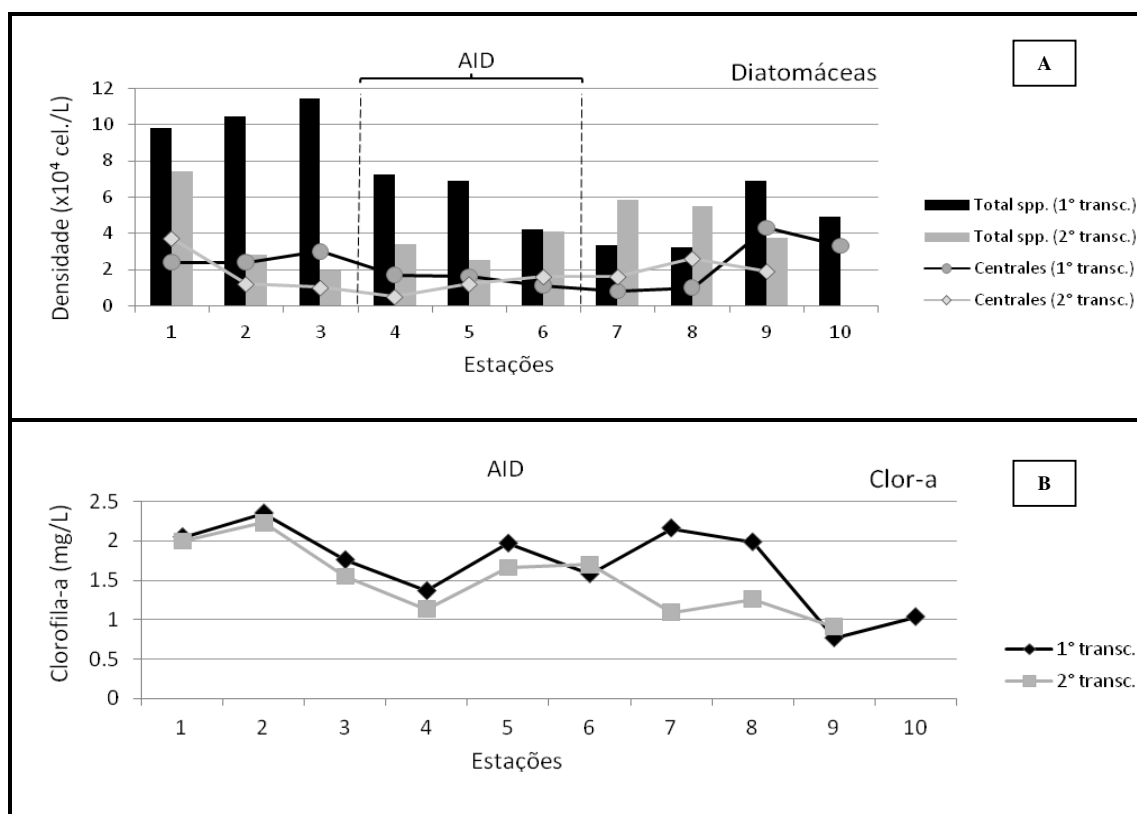 A
AID
Diatomáceas
Densidade (x10⁴ cel./L)
12
10
8
6
4
2
0
1 2 3 4 5 6 7 8 9 10
Estações
Total spp. (1° transc.)
Total spp. (2° transc.)
Centrales (1° transc.)
Centrales (2° transc.)
B
AID
Clor-a
Clorofila-a (mg/L)
2.5
2
1.5
1
0.5
0
1 2 3 4 5 6 7 8 9 10
Estações
1° transc.
2° transc.